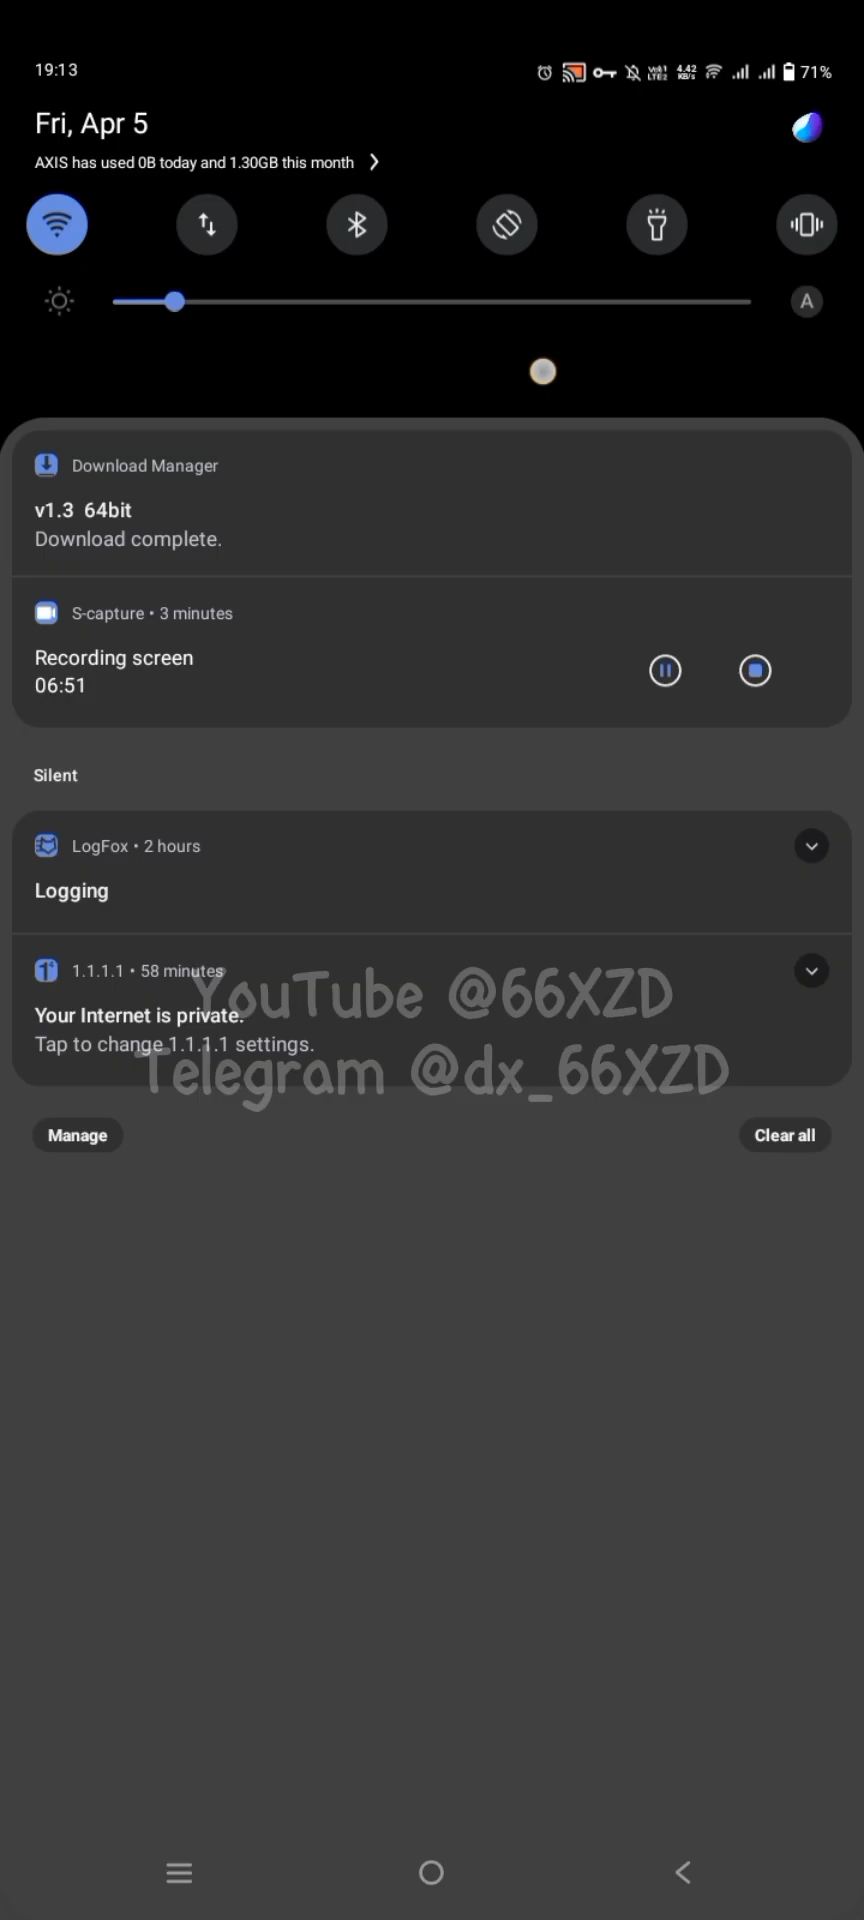 19:13
4.42 KB/s
71%
Fri, Apr 5
AXIS has used 0B today and 1.30GB this month
A
Download Manager
v1.3 64bit
Download complete.
S-capture • 3 minutes
Recording screen
06:51
Silent
LogFox • 2 hours
Logging
1.1.1.1 • 58 minutes
Your Internet is private.
Tap to change 1.1.1.1 settings.
YouTube @66XZD
Telegram @dx_66XZD
Manage
Clear all